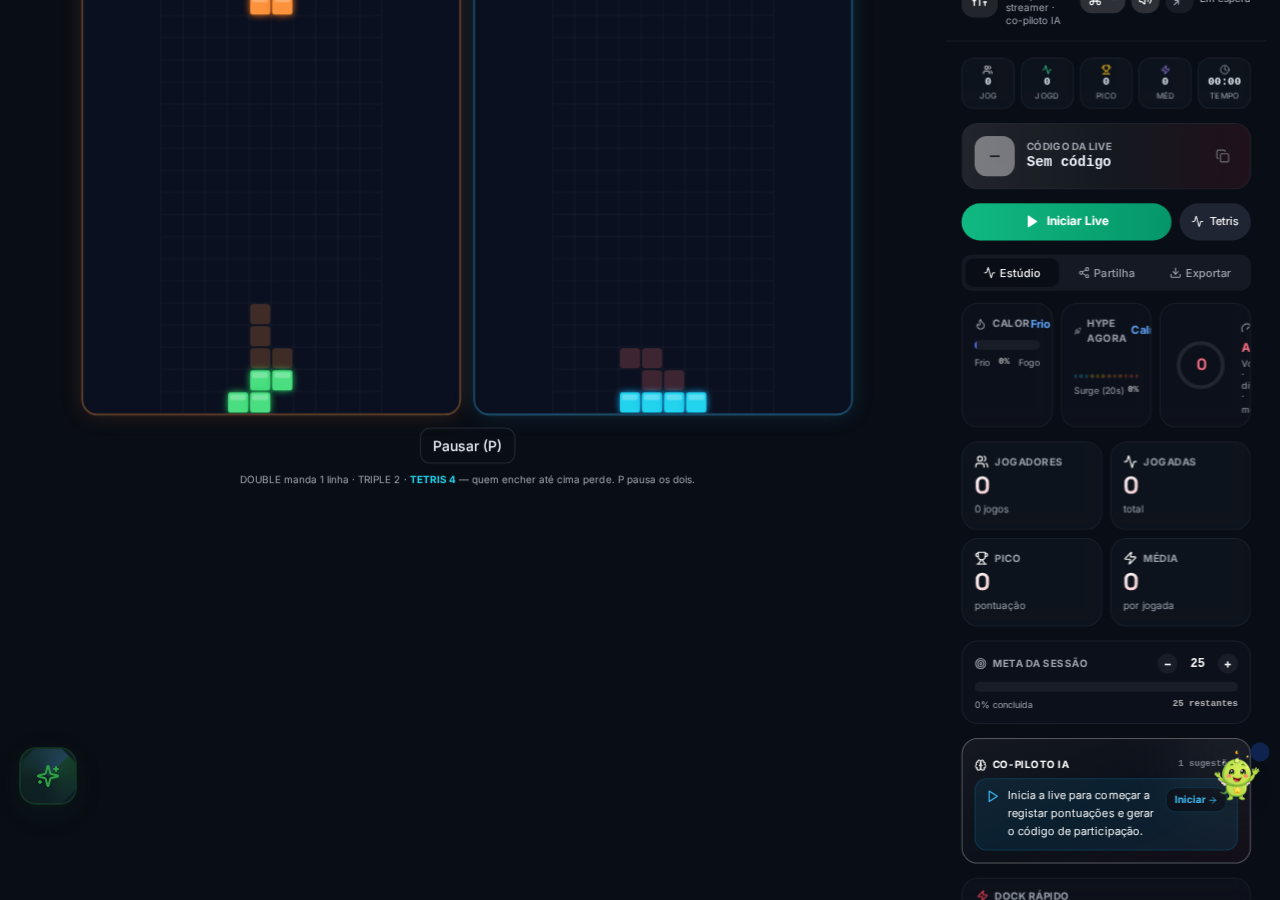 streamer ·
co-piloto IA
0
JOG
0
JOGD
0
PICO
0
MÉD
00:00
TEMPO
CÓDIGO DA LIVE
Sem código
Iniciar Live
Tetris
Estúdio
Partilha
Exportar
CALOR Frio
Frio 0% Fogo
HYPE
AGORA
Surge (20s) 0%
0
JOGADORES
0
0 jogos
JOGADAS
0
total
PICO
0
pontuação
MÉDIA
0
por jogada
META DA SESSÃO
− 25 +
0% concluída
25 restantes
CO-PILOTO IA
1
Inicia a live para começar a
registar pontuações e gerar
o código de participação.
Iniciar →
DOCK RÁPIDO
Pausar (P)
DOUBLE manda 1 linha · TRIPLE 2 · TETRIS 4 — quem encher até cima perde. P pausa os dois.